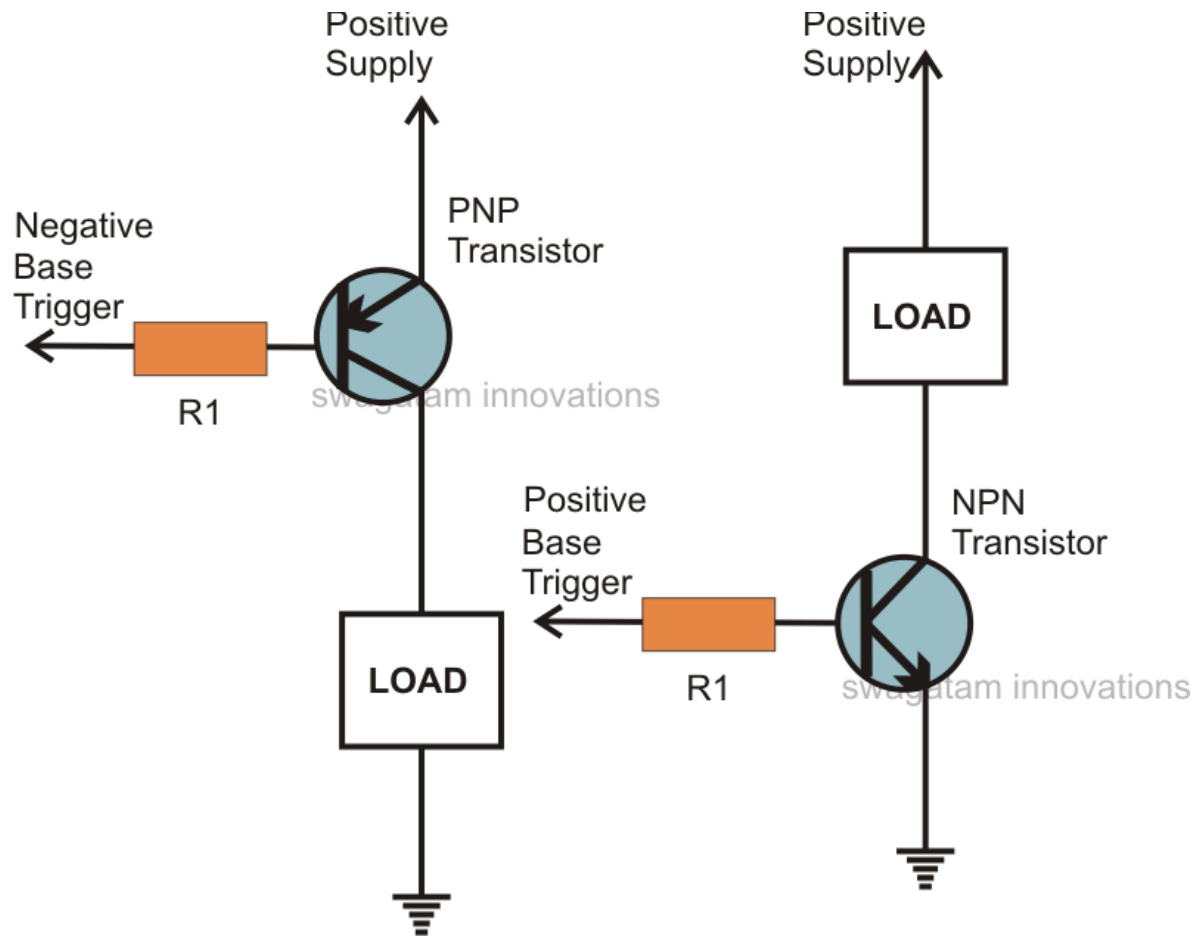 Positive
Supply
PNP
Transistor
Negative
Base
Trigger
R1
swagatam innovations
LOAD
Positive
Supply
LOAD
NPN
Transistor
Positive
Base
Trigger
R1
swagatam innovations